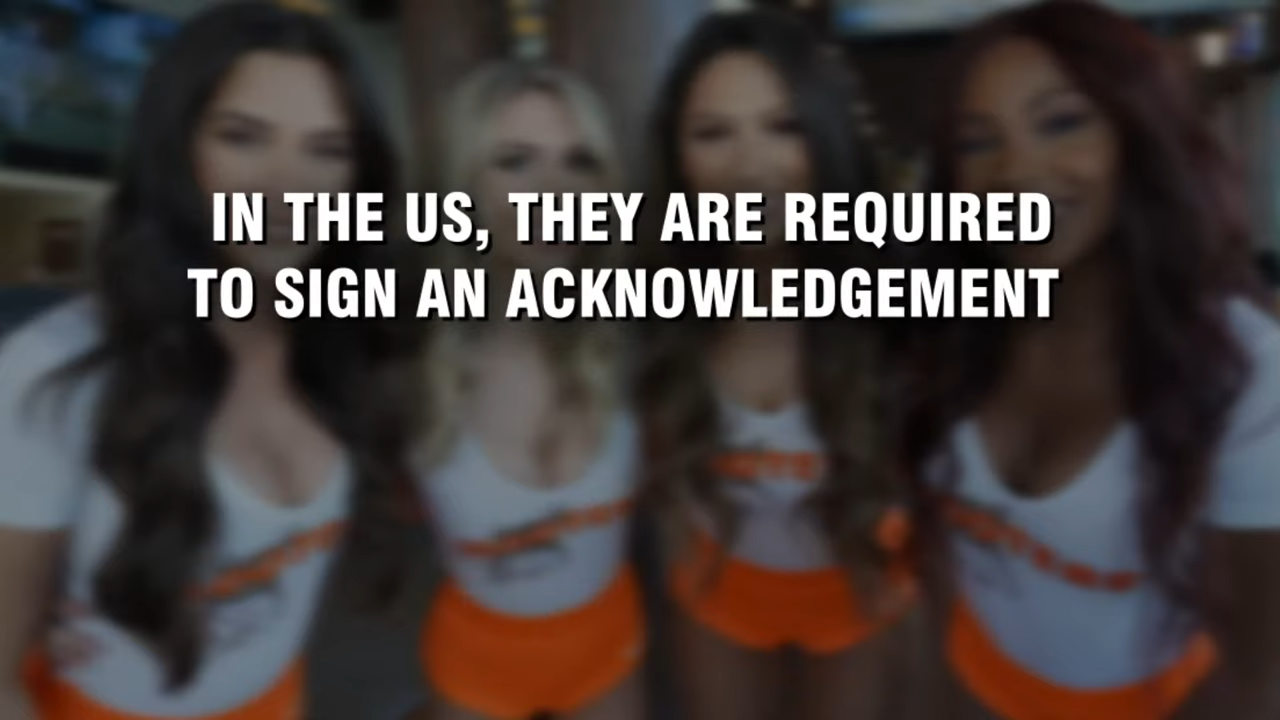 IN THE US, THEY ARE REQUIRED
TO SIGN AN ACKNOWLEDGEMENT